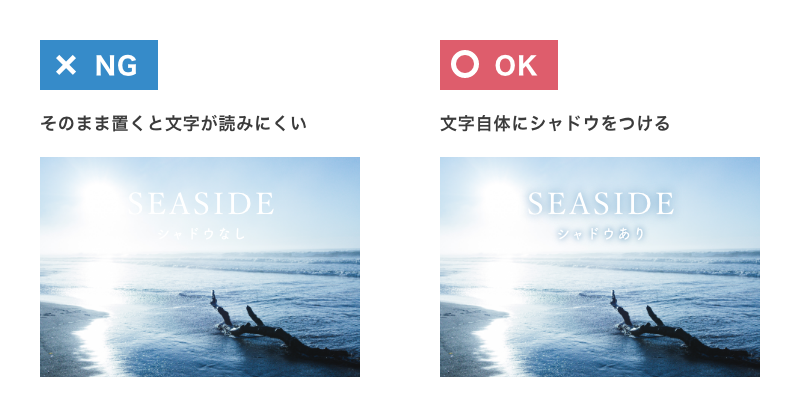 × NG
そのまま置くと文字が読みにくい
SEASIDE
シャドウなし
○ OK
文字自体にシャドウをつける
SEASIDE
シャドウあり